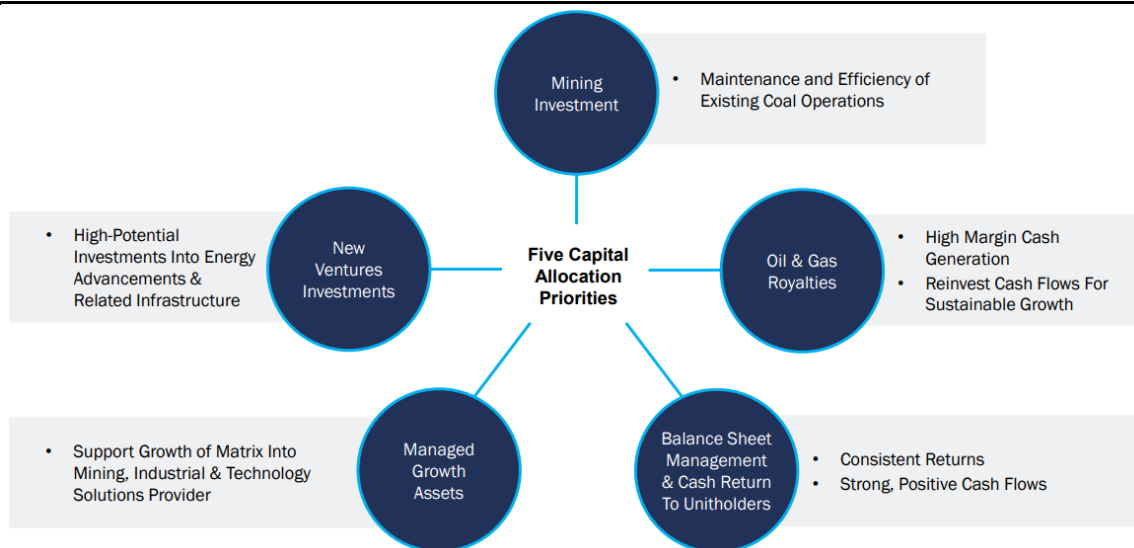 Mining
Investment
• Maintenance and Efficiency of
Existing Coal Operations
• High-Potential
Investments Into Energy
Advancements &
Related Infrastructure
New
Ventures
Investments
Five Capital
Allocation
Priorities
Oil & Gas
Royalties
• High Margin Cash
Generation
• Reinvest Cash Flows For
Sustainable Growth
• Support Growth of Matrix Into
Mining, Industrial & Technology
Solutions Provider
Managed
Growth
Assets
Balance Sheet
Management
& Cash Return
To Unitholders
• Consistent Returns
• Strong, Positive Cash Flows